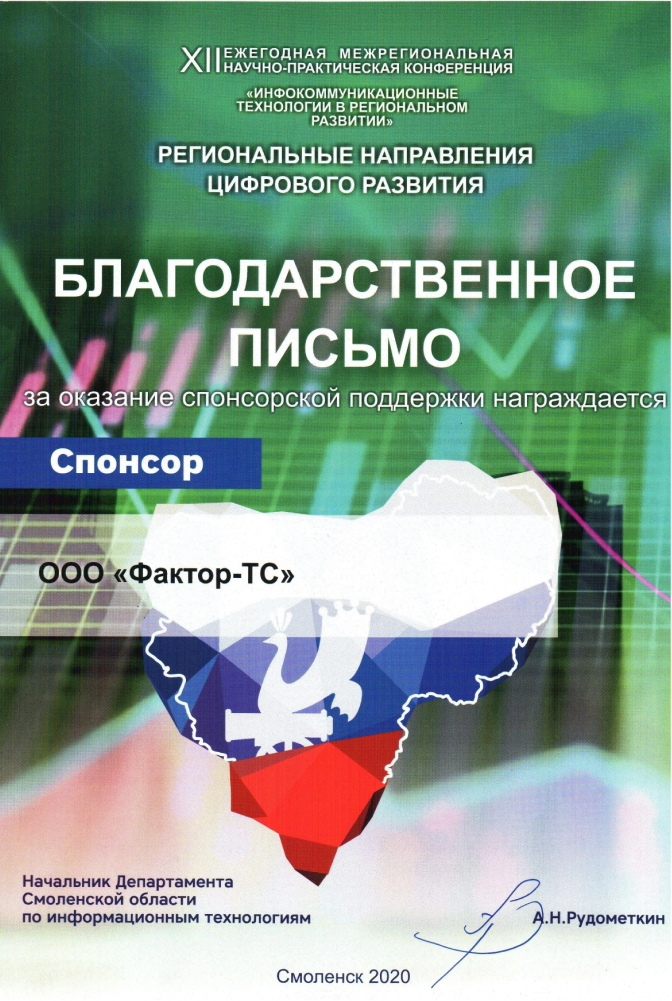 XII ЕЖЕГОДНАЯ МЕЖРЕГИОНАЛЬНАЯ
НАУЧНО-ПРАКТИЧЕСКАЯ КОНФЕРЕНЦИЯ
«ИНФОКОММУНИКАЦИОННЫЕ
ТЕХНОЛОГИИ В РЕГИОНАЛЬНОМ
РАЗВИТИИ»
РЕГИОНАЛЬНЫЕ НАПРАВЛЕНИЯ
ЦИФРОВОГО РАЗВИТИЯ
БЛАГОДАРСТВЕННОЕ
ПИСЬМО
за оказание спонсорской поддержки награждается
Спонсор
ООО «Фактор-ТС»
Начальник Департамента
Смоленской области
по информационным технологиям
А.Н.Рудометкин
Смоленск 2020